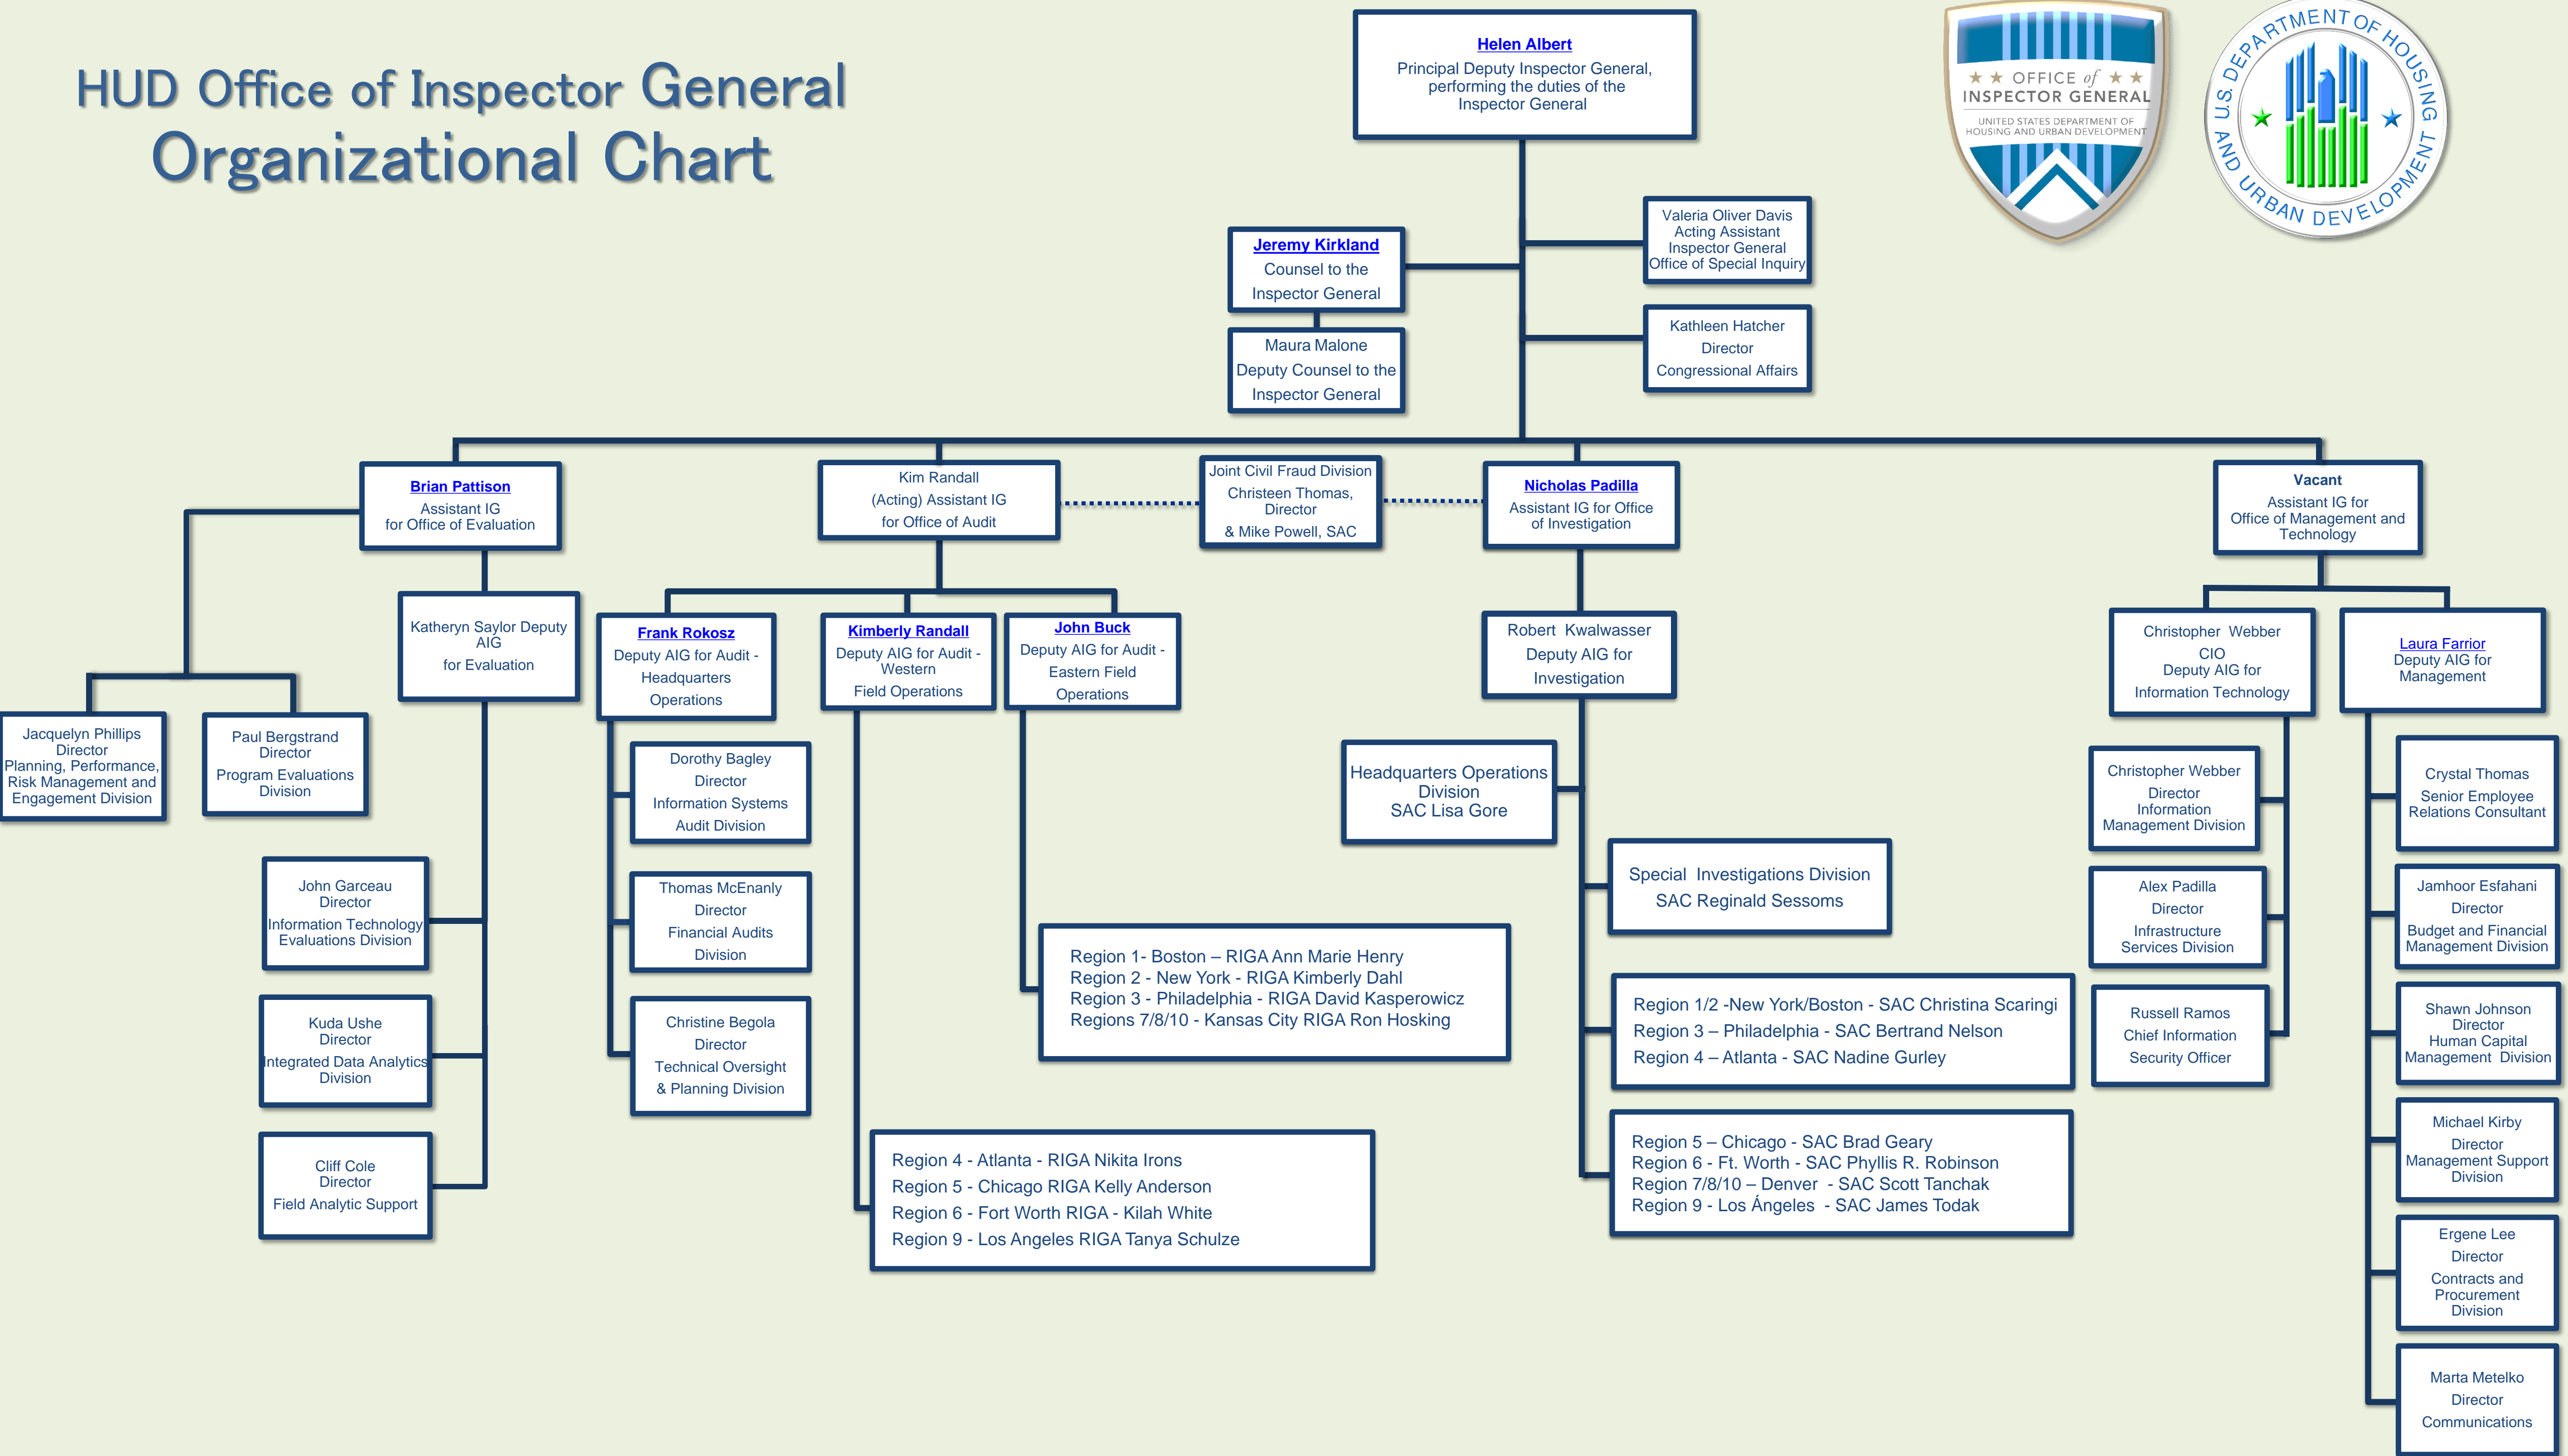 HUD Office of Inspector General
Organizational Chart
Helen Albert
Principal Deputy Inspector General,
performing the duties of the
Inspector General
★ ★ OFFICE of ★ ★
INSPECTOR GENERAL
UNITED STATES DEPARTMENT OF
HOUSING AND URBAN DEVELOPMENT
U.S. DEPARTMENT OF HOUSING
AND URBAN DEVELOPMENT
Jeremy Kirkland
Counsel to the
Inspector General
Maura Malone
Deputy Counsel to the
Inspector General
Valeria Oliver Davis
Acting Assistant
Inspector General
Office of Special Inquiry
Kathleen Hatcher
Director
Congressional Affairs
Brian Pattison
Assistant IG
for Office of Evaluation
Kim Randall
(Acting) Assistant IG
for Office of Audit
Joint Civil Fraud Division
Christeen Thomas,
Director
& Mike Powell, SAC
Nicholas Padilla
Assistant IG for Office
of Investigation
Vacant
Assistant IG for
Office of Management and
Technology
Katheryn Saylor Deputy
AIG
for Evaluation
Frank Rokosz
Deputy AIG for Audit -
Headquarters
Operations
Kimberly Randall
Deputy AIG for Audit -
Western
Field Operations
John Buck
Deputy AIG for Audit -
Eastern Field
Operations
Robert  Kwalwasser
Deputy AIG for
Investigation
Christopher  Webber
CIO
Deputy AIG for
Information Technology
Laura Farrior
Deputy AIG for
Management
Jacquelyn Phillips
Director
Planning, Performance,
Risk Management and
Engagement Division
Paul Bergstrand
Director
Program Evaluations
Division
John Garceau
Director
Information Technology
Evaluations Division
Kuda Ushe
Director
Integrated Data Analytics
Division
Cliff Cole
Director
Field Analytic Support
Dorothy Bagley
Director
Information Systems
Audit Division
Thomas McEnanly
Director
Financial Audits
Division
Christine Begola
Director
Technical Oversight
& Planning Division
Region 1- Boston – RIGA Ann Marie Henry
Region 2 - New York - RIGA Kimberly Dahl
Region 3 - Philadelphia - RIGA David Kasperowicz
Regions 7/8/10 - Kansas City RIGA Ron Hosking
Region 4 - Atlanta - RIGA Nikita Irons
Region 5 - Chicago RIGA Kelly Anderson
Region 6 - Fort Worth RIGA - Kilah White
Region 9 - Los Angeles RIGA Tanya Schulze
Headquarters Operations
Division
SAC Lisa Gore
Special  Investigations Division
SAC Reginald Sessoms
Region 1/2 -New York/Boston - SAC Christina Scaringi
Region 3 – Philadelphia - SAC Bertrand Nelson
Region 4 – Atlanta - SAC Nadine Gurley
Region 5 – Chicago - SAC Brad Geary
Region 6 - Ft. Worth - SAC Phyllis R. Robinson
Region 7/8/10 – Denver  - SAC Scott Tanchak
Region 9 - Los Ángeles  - SAC James Todak
Christopher Webber
Director
Information
Management Division
Alex Padilla
Director
Infrastructure
Services Division
Russell Ramos
Chief Information
Security Officer
Crystal Thomas
Senior Employee
Relations Consultant
Jamhoor Esfahani
Director
Budget and Financial
Management Division
Shawn Johnson
Director
Human Capital
Management  Division
Michael Kirby
Director
Management Support
Division
Ergene Lee
Director
Contracts and
Procurement
Division
Marta Metelko
Director
Communications